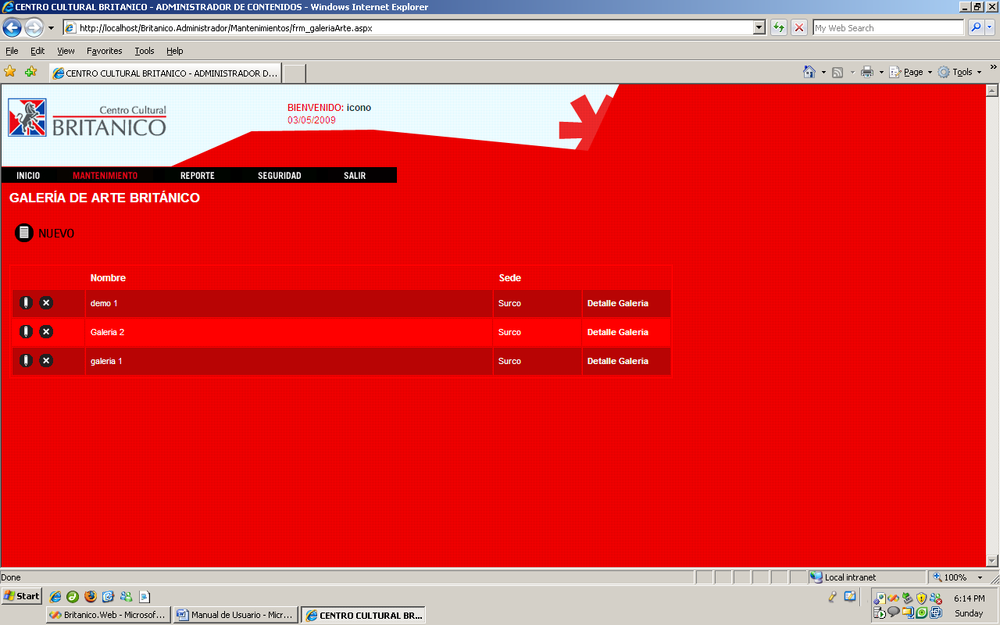 CENTRO CULTURAL BRITANICO - ADMINISTRADOR DE CONTENIDOS - Windows Internet Explorer
http://localhost/Britanico.Administrador/Mantenimientos/frm_galeriaArte.aspx
My Web Search
File Edit View Favorites Tools Help
CENTRO CULTURAL BRITANICO - ADMINISTRADOR D...
Page Tools »
Centro Cultural
BRITANICO
BIENVENIDO: icono
03/05/2009
INICIO MANTENIMIENTO REPORTE SEGURIDAD SALIR
GALERÍA DE ARTE BRITÁNICO
NUEVO
Nombre Sede
demo 1 Surco Detalle Galeria
Galeria 2 Surco Detalle Galeria
galeria 1 Surco Detalle Galeria
Done Local intranet 100%
Start 6:14 PM
Britanico.Web - Microsof... Manual de Usuario - Micr... CENTRO CULTURAL BR... Sunday